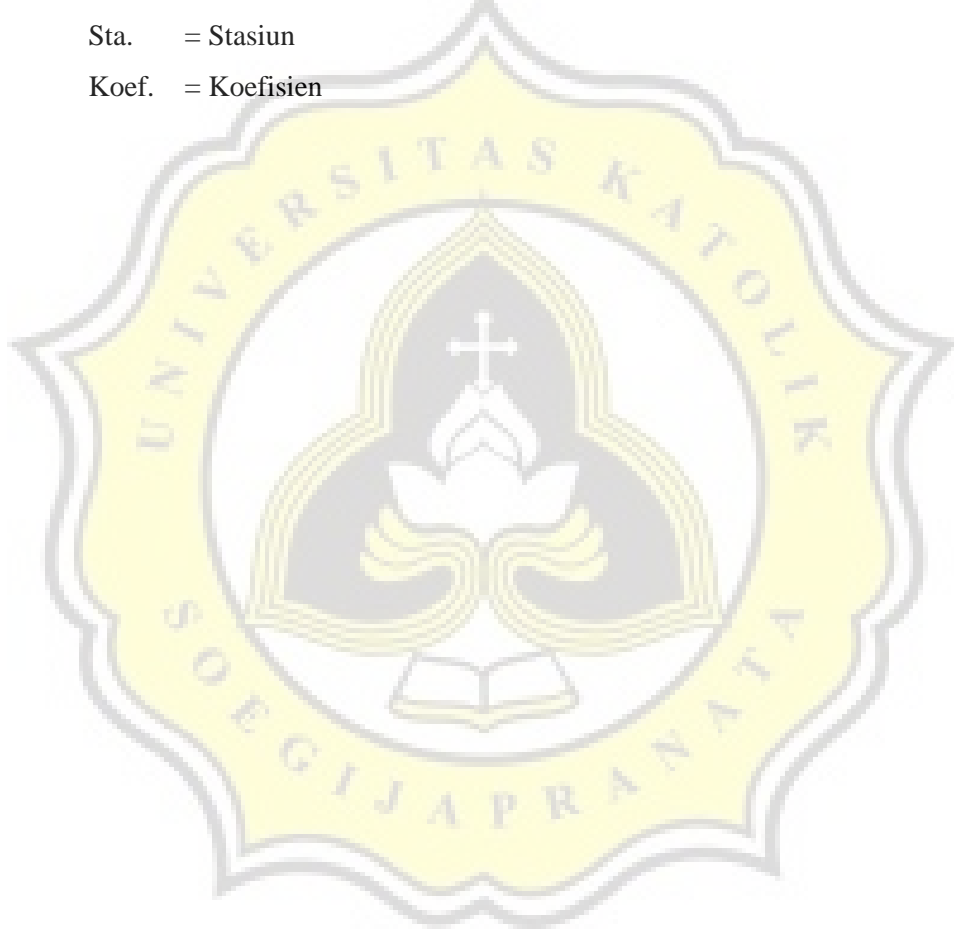 Sta. = Stasiun
Koef. = Koefisien
UNIVERSITAS KATOLIK
SOEGIJAPRANATA